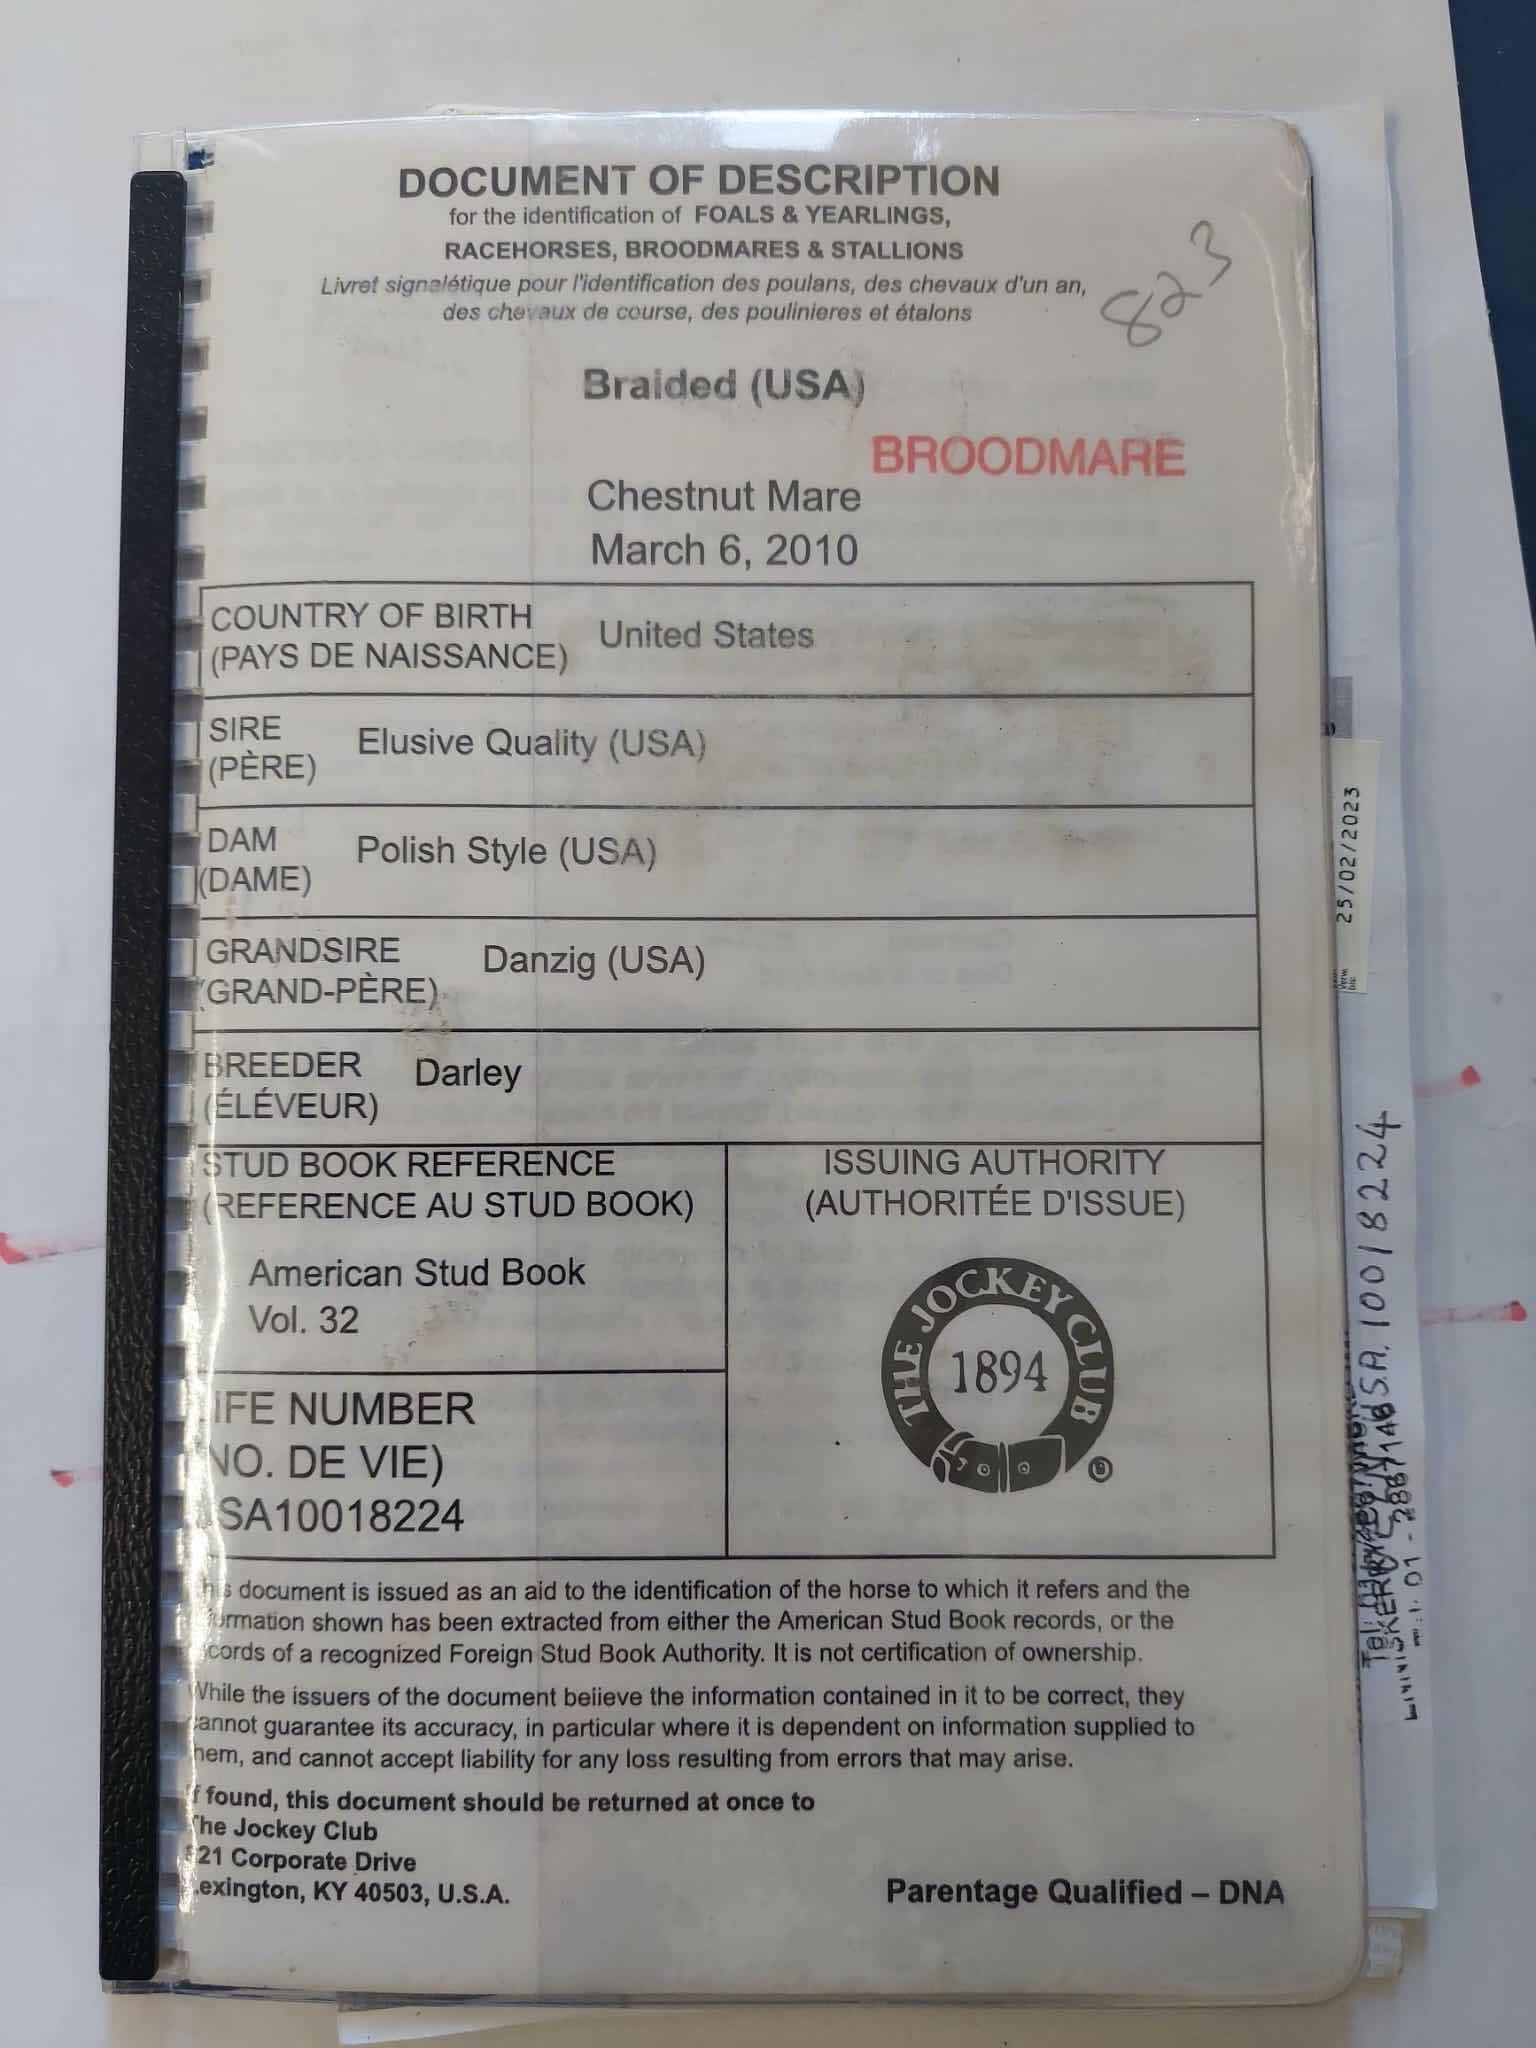 DOCUMENT OF DESCRIPTION
for the identification of FOALS & YEARLINGS,
RACEHORSES, BROODMARES & STALLIONS
Livret signalétique pour l'identification des poulans, des chevaux d'un an,
des chevaux de course, des poulinieres et étalons
823
Braided (USA)
BROODMARE
Chestnut Mare
March 6, 2010
COUNTRY OF BIRTH
(PAYS DE NAISSANCE)
United States
SIRE
(PÈRE)
Elusive Quality (USA)
DAM
(DAME)
Polish Style (USA)
GRANDSIRE
(GRAND-PÈRE)
Danzig (USA)
BREEDER
(ÉLÉVEUR)
Darley
STUD BOOK REFERENCE
(REFERENCE AU STUD BOOK)
American Stud Book
Vol. 32
IFE NUMBER
NO. DE VIE)
SA10018224
ISSUING AUTHORITY
(AUTHORITÉE D'ISSUE)
THE JOCKEY CLUB
1894
®
his document is issued as an aid to the identification of the horse to which it refers and the
ormation shown has been extracted from either the American Stud Book records, or the
cords of a recognized Foreign Stud Book Authority. It is not certification of ownership.
While the issuers of the document believe the information contained in it to be correct, they
annot guarantee its accuracy, in particular where it is dependent on information supplied to
hem, and cannot accept liability for any loss resulting from errors that may arise.
f found, this document should be returned at once to
The Jockey Club
821 Corporate Drive
Lexington, KY 40503, U.S.A.
Parentage Qualified – DNA
25/02/2023
U.S.A. 10018224